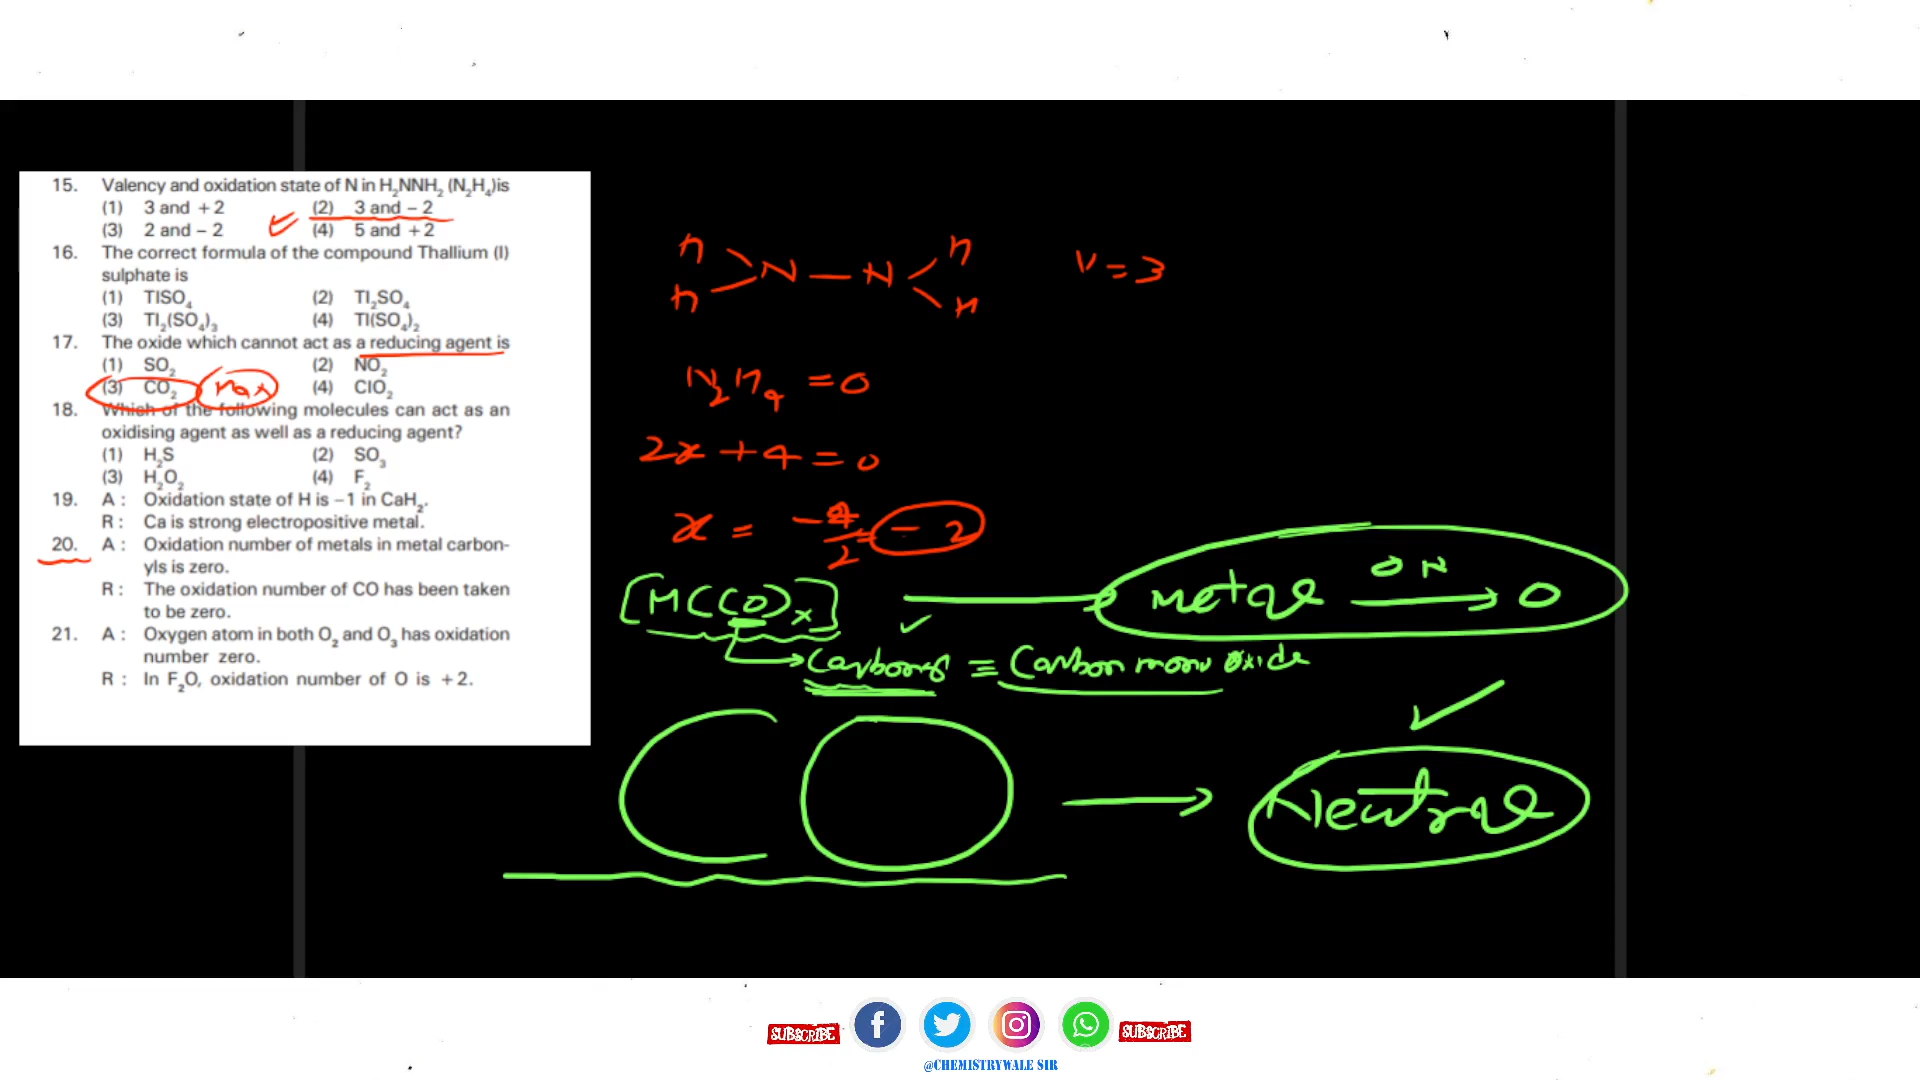 15. Valency and oxidation state of N in H₂NNH₂ (N₂H₄)is
(1) 3 and +2 (2) 3 and – 2
(3) 2 and – 2 (4) 5 and +2
16. The correct formula of the compound Thallium (I)
sulphate is
(1) TlSO₄ (2) Tl₂SO₄
(3) Tl₂(SO₄)₃ (4) Tl(SO₄)₂
17. The oxide which cannot act as a reducing agent is
(1) SO₂ (2) NO₂
(3) CO₂ max (4) ClO₂
18. Which of the following molecules can act as an
oxidising agent as well as a reducing agent?
(1) H₂S (2) SO₃
(3) H₂O₂ (4) F₂
19. A : Oxidation state of H is –1 in CaH₂.
R : Ca is strong electropositive metal.
20. A : Oxidation number of metals in metal carbon-
yls is zero.
R : The oxidation number of CO has been taken
to be zero.
21. A : Oxygen atom in both O₂ and O₃ has oxidation
number zero.
R : In F₂O, oxidation number of O is +2.
H H
N — N V = 3
H H
N₂H₄ = 0
2x + 4 = 0
x = -4/2 = -2
[M(CO)x] Metal ON → 0
Carbonyl ≡ Carbon mono oxide
CO → Neutral
SUBSCRIBE SUBSCRIBE
@CHEMISTRYWALE SIR